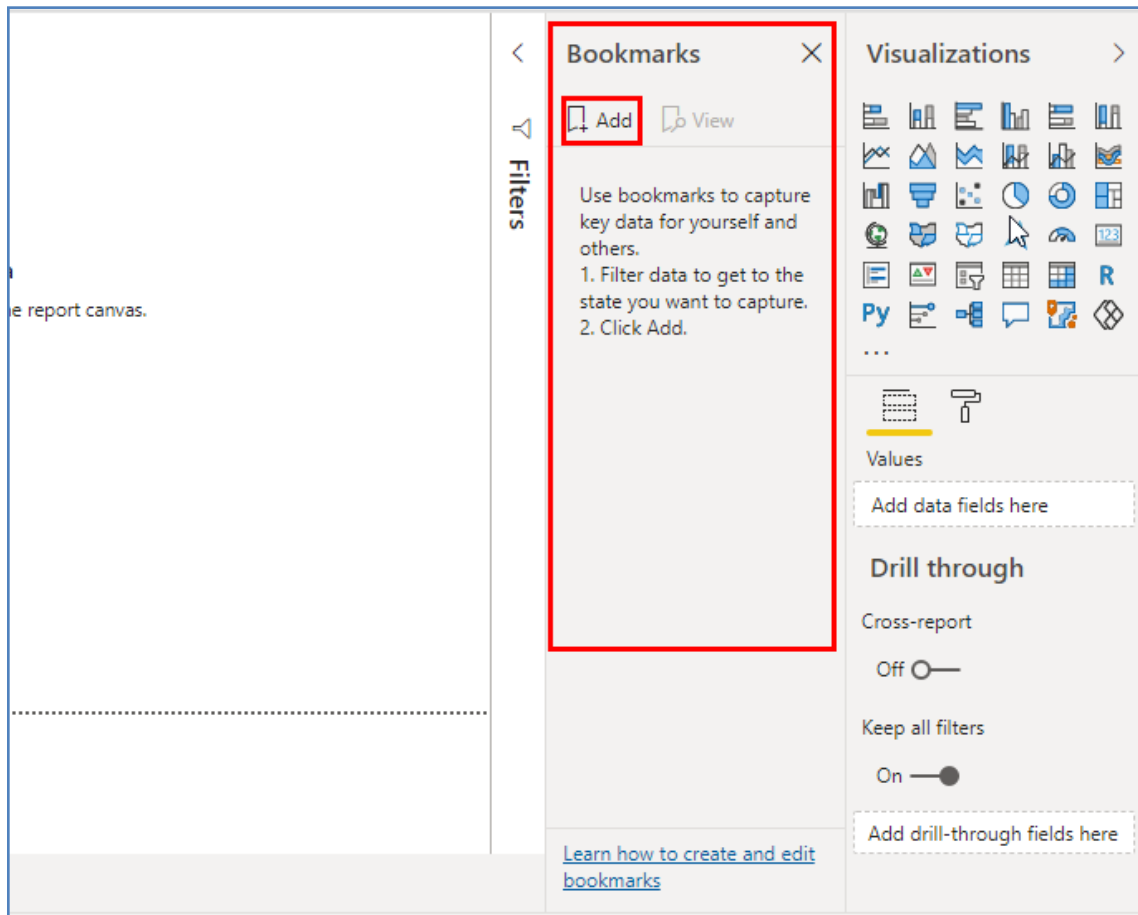 e report canvas.
Filters
Bookmarks
Add
View
Use bookmarks to capture
key data for yourself and
others.
1. Filter data to get to the
state you want to capture.
2. Click Add.
Learn how to create and edit
bookmarks
Visualizations
123
R
Py
...
Values
Add data fields here
Drill through
Cross-report
Off
Keep all filters
On
Add drill-through fields here